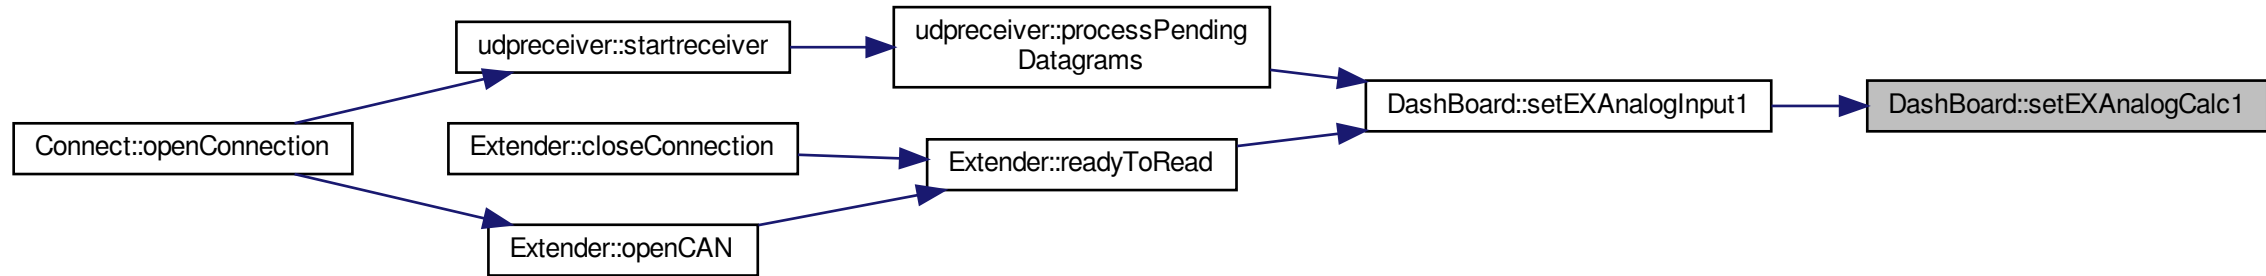 udpreceiver::processPending
Datagrams
udpreceiver::startreceiver
DashBoard::setEXAnalogInput1
DashBoard::setEXAnalogCalc1
Connect::openConnection
Extender::closeConnection
Extender::readyToRead
Extender::openCAN